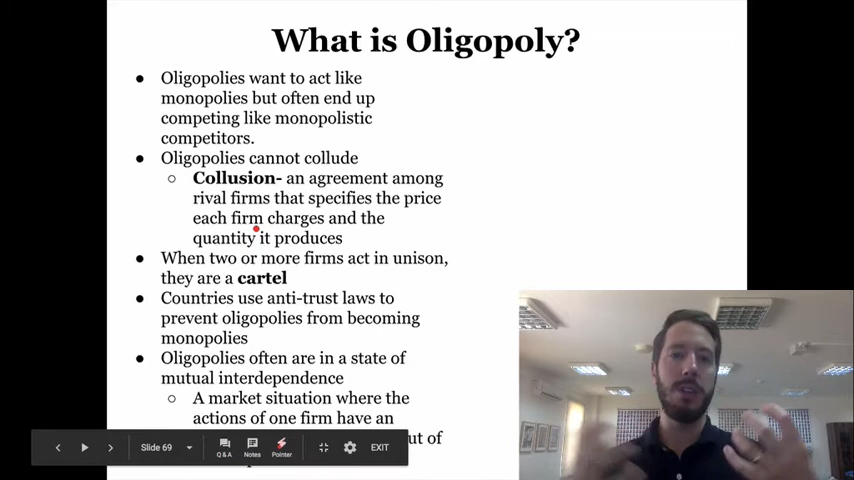 What is Oligopoly?
● Oligopolies want to act like
monopolies but often end up
competing like monopolistic
competitors.
● Oligopolies cannot collude
○ Collusion- an agreement among
rival firms that specifies the price
each firm charges and the
quantity it produces
● When two or more firms act in unison,
they are a cartel
● Countries use anti-trust laws to
prevent oligopolies from becoming
monopolies
● Oligopolies often are in a state of
mutual interdependence
○ A market situation where the
actions of one firm have an
ut of
Slide 69
Q & A
Notes
Pointer
EXIT